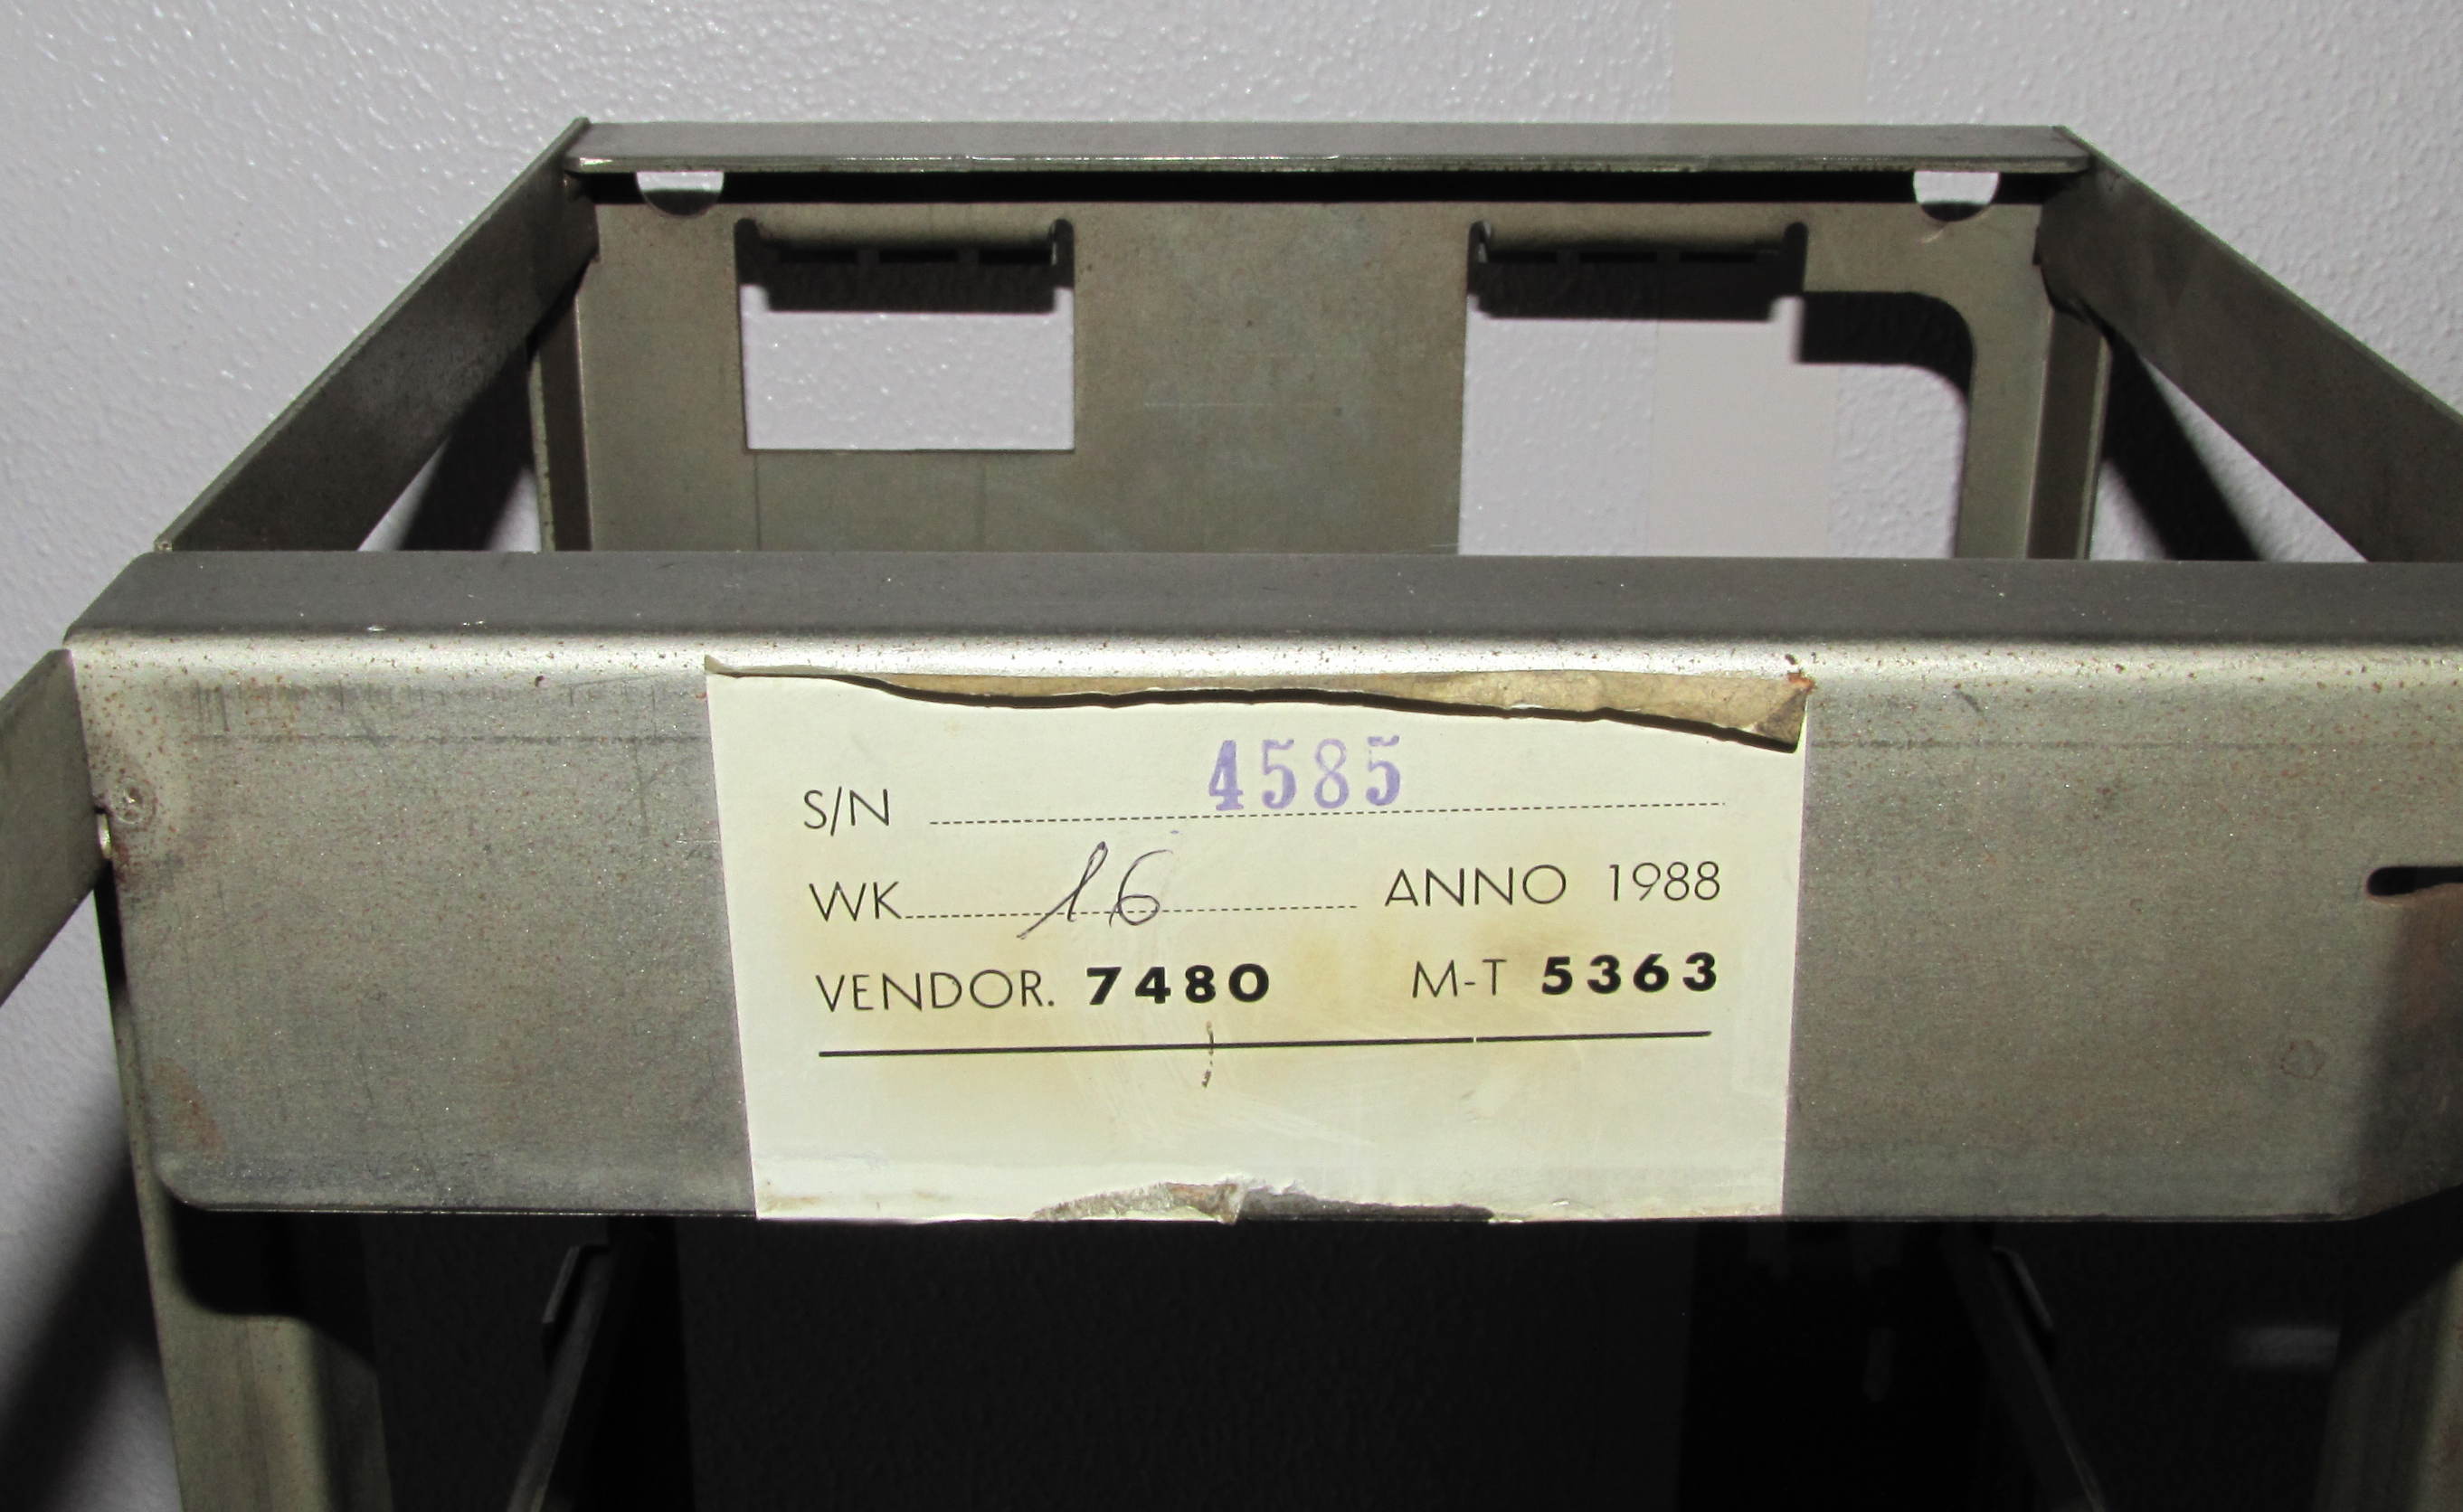 S/N 4585
WK 16 ANNO 1988
VENDOR. 7480 M-T 5363